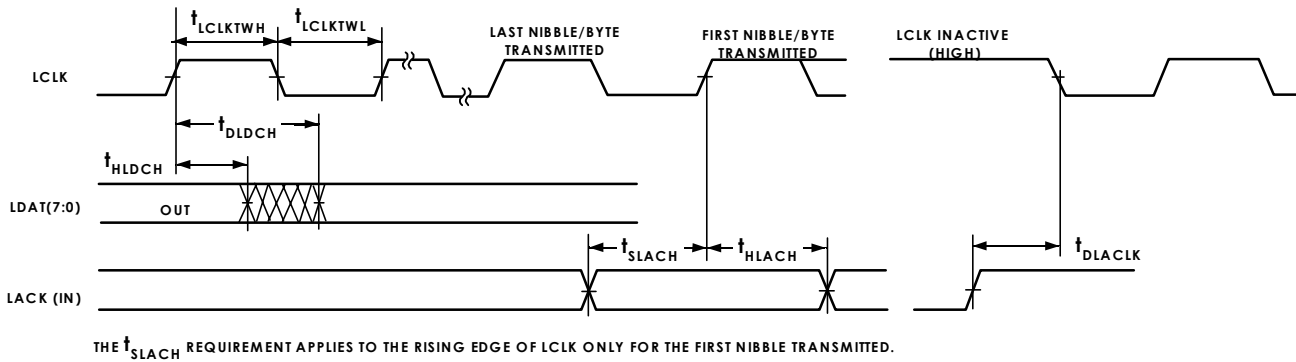 tLCLKTWH tLCLKTWL
LAST NIBBLE/BYTE
TRANSMITTED
FIRST NIBBLE/BYTE
TRANSMITTED
LCLK INACTIVE
(HIGH)
LCLK
tDLDCH
tHLDCH
LDAT(7:0)
OUT
tSLACH tHLACH
tDLACLK
LACK (IN)
THE tSLACH REQUIREMENT APPLIES TO THE RISING EDGE OF LCLK ONLY FOR THE FIRST NIBBLE TRANSMITTED.